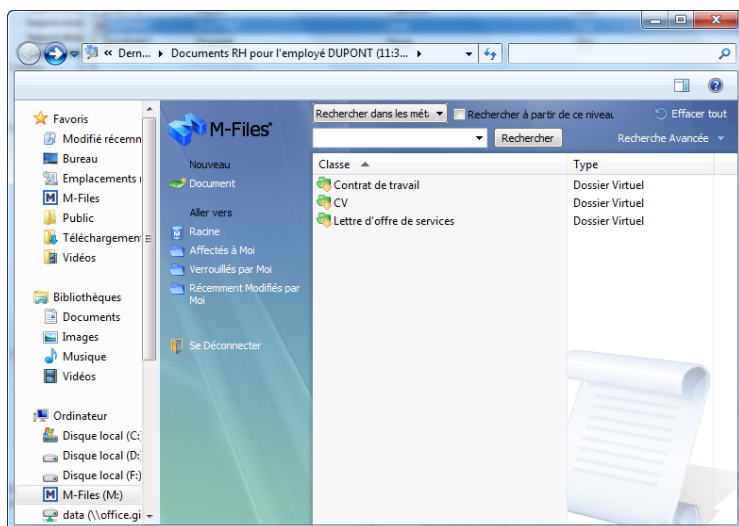 « Dern... ▸ Documents RH pour l'employé DUPONT (11:3... ▸
Favoris
Modifié récemn
Bureau
Emplacements
M-Files
Public
Téléchargemen
Vidéos
Bibliothèques
Documents
Images
Musique
Vidéos
Ordinateur
Disque local (C:
Disque local (D:
Disque local (F:)
M-Files (M:)
data (\\office.gi
M-Files®
Nouveau
Document
Aller vers
Racine
Affectés à Moi
Verrouillés par Moi
Récemment Modifiés par
Moi
Se Déconnecter
Rechercher dans les mét. Rechercher à partir de ce niveau Effacer tout
Rechercher Recherche Avancée
Classe Type
Contrat de travail Dossier Virtuel
CV Dossier Virtuel
Lettre d'offre de services Dossier Virtuel